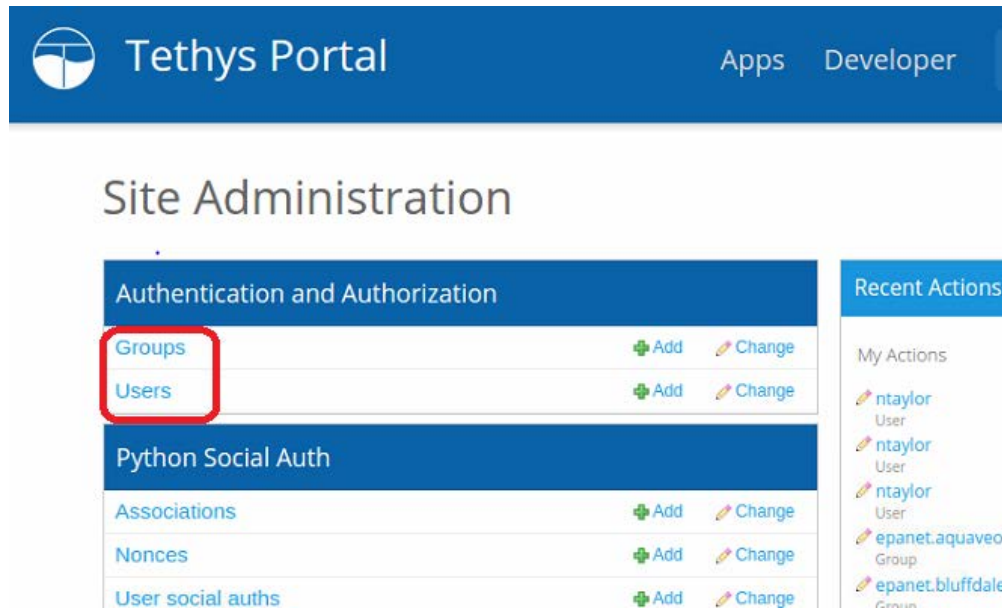 Tethys Portal
Apps Developer
Site Administration
Authentication and Authorization
Groups Add Change
Users Add Change
Python Social Auth
Associations Add Change
Nonces Add Change
User social auths Add Change
Recent Actions
My Actions
ntaylor
User
ntaylor
User
ntaylor
User
epanet.aquaveo
Group
epanet.bluffdale
Group